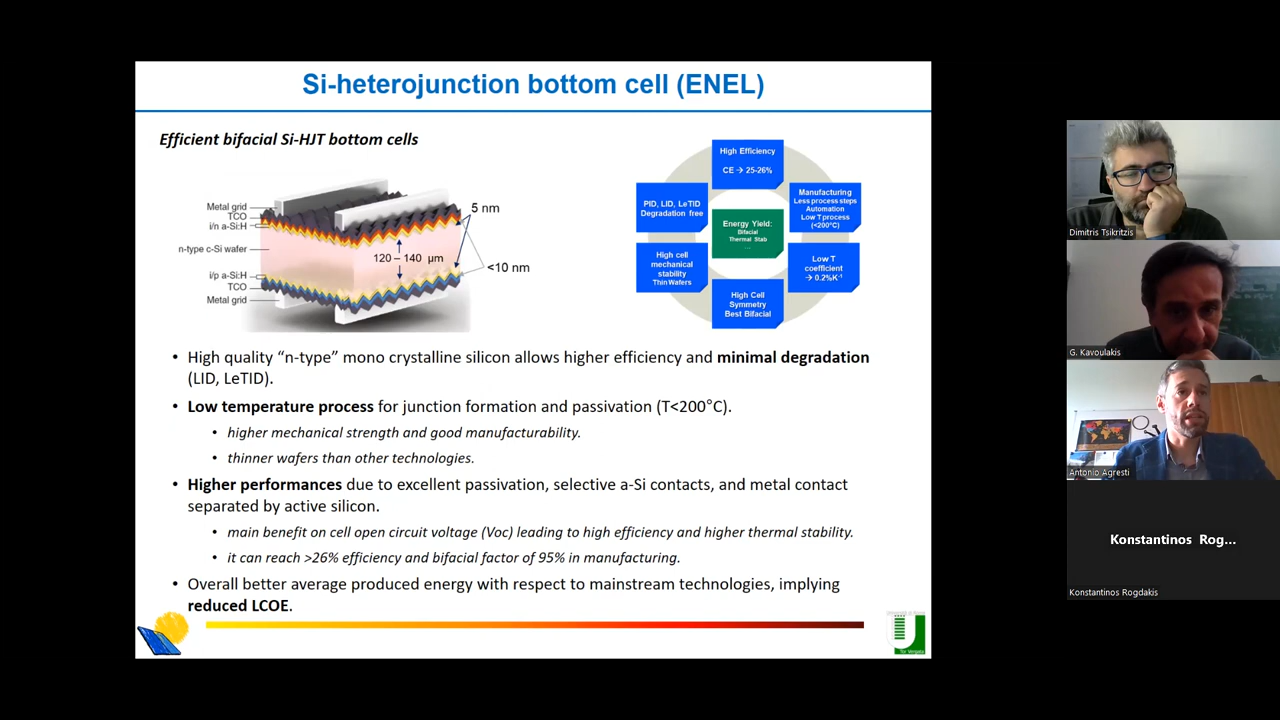 Si-heterojunction bottom cell (ENEL)
Efficient bifacial Si-HJT bottom cells
Metal grid
TCO
i/n a-Si:H
n-type c-Si wafer
i/p a-Si:H
TCO
Metal grid
5 nm
120 – 140 μm
<10 nm
High Efficiency
CE → 25-26%
PID, LID, LeTID
Degradation free
Manufacturing
Less process steps
Automation
Low T process
(<200°C)
Energy Yield:
Bifacial
Thermal Stab
...
High cell
mechanical
stability
Thin Wafers
Low T
coefficient
→ 0.2%K⁻¹
High Cell
Symmetry
Best Bifacial
• High quality “n-type” mono crystalline silicon allows higher efficiency and minimal degradation
(LID, LeTID).
• Low temperature process for junction formation and passivation (T<200°C).
• higher mechanical strength and good manufacturability.
• thinner wafers than other technologies.
• Higher performances due to excellent passivation, selective a-Si contacts, and metal contact
separated by active silicon.
• main benefit on cell open circuit voltage (Voc) leading to high efficiency and higher thermal stability.
• it can reach >26% efficiency and bifacial factor of 95% in manufacturing.
• Overall better average produced energy with respect to mainstream technologies, implying
reduced LCOE.
Tor Vergata
Dimitris Tsikritzis
G. Kavoulakis
Antonio Agresti
Konstantinos Rog...
Konstantinos Rogdakis